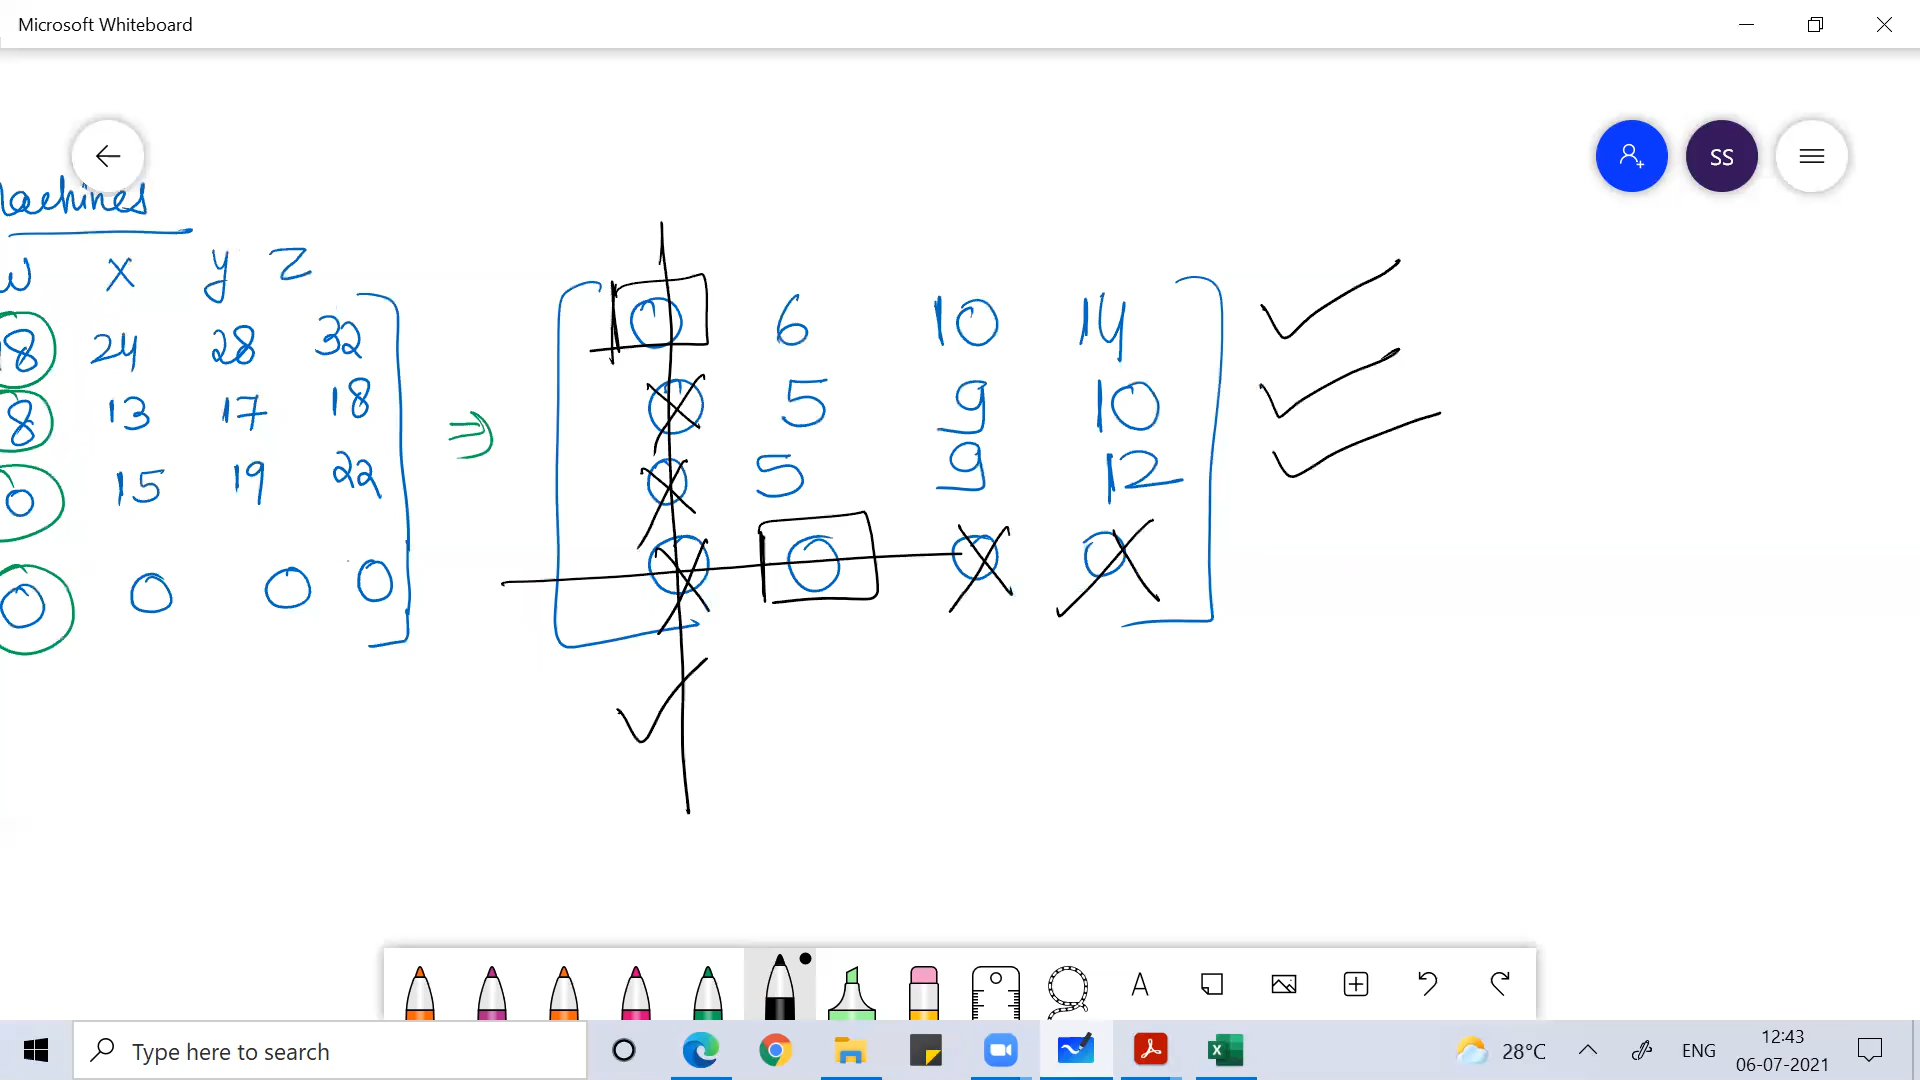 Microsoft Whiteboard
SS
Machines
W X Y Z
18 24 28 32
8 13 17 18
0 15 19 22
0 0 0 0
⇒
0 6 10 14
0 5 9 10
0 5 9 12
0 0 0 0
A
Type here to search
28°C
ENG
12:43
06-07-2021